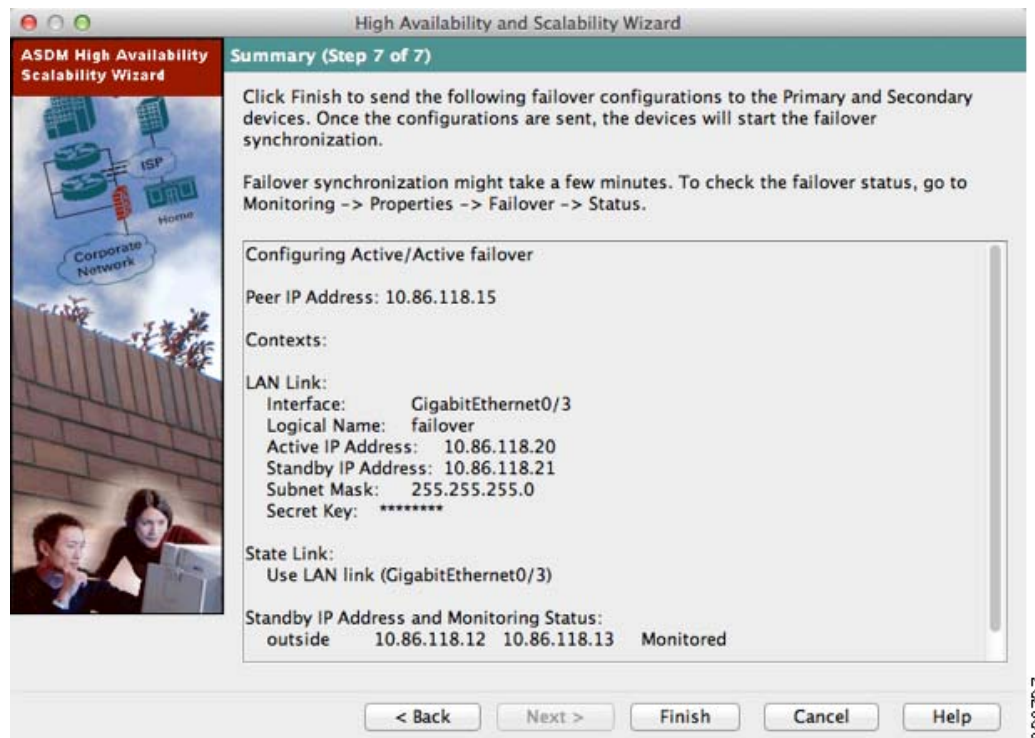 High Availability and Scalability Wizard
ASDM High Availability
Scalability Wizard
ISP
Home
Corporate
Network
Summary (Step 7 of 7)
Click Finish to send the following failover configurations to the Primary and Secondary
devices. Once the configurations are sent, the devices will start the failover
synchronization.
Failover synchronization might take a few minutes. To check the failover status, go to
Monitoring -> Properties -> Failover -> Status.
Configuring Active/Active failover
Peer IP Address: 10.86.118.15
Contexts:
LAN Link:
Interface: GigabitEthernet0/3
Logical Name: failover
Active IP Address: 10.86.118.20
Standby IP Address: 10.86.118.21
Subnet Mask: 255.255.255.0
Secret Key: ********
State Link:
Use LAN link (GigabitEthernet0/3)
Standby IP Address and Monitoring Status:
outside 10.86.118.12 10.86.118.13 Monitored
< Back
Next >
Finish
Cancel
Help